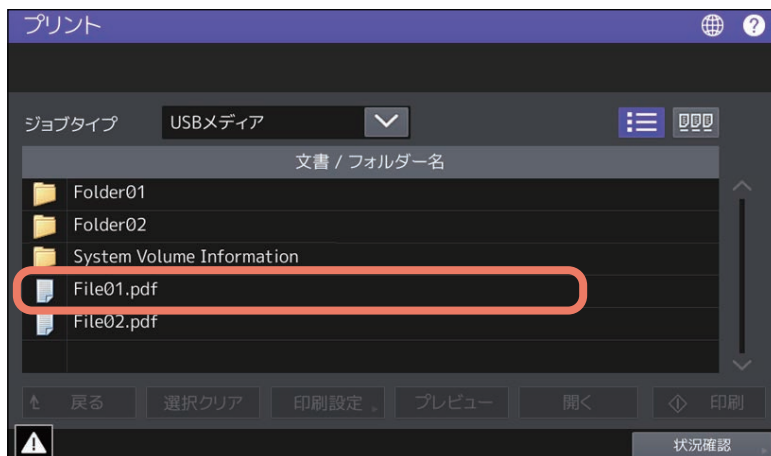 プリント
?
ジョブタイプ USBメディア
文書 / フォルダー名
Folder01
Folder02
System Volume Information
File01.pdf
File02.pdf
戻る 選択クリア 印刷設定 プレビュー 開く 印刷
状況確認